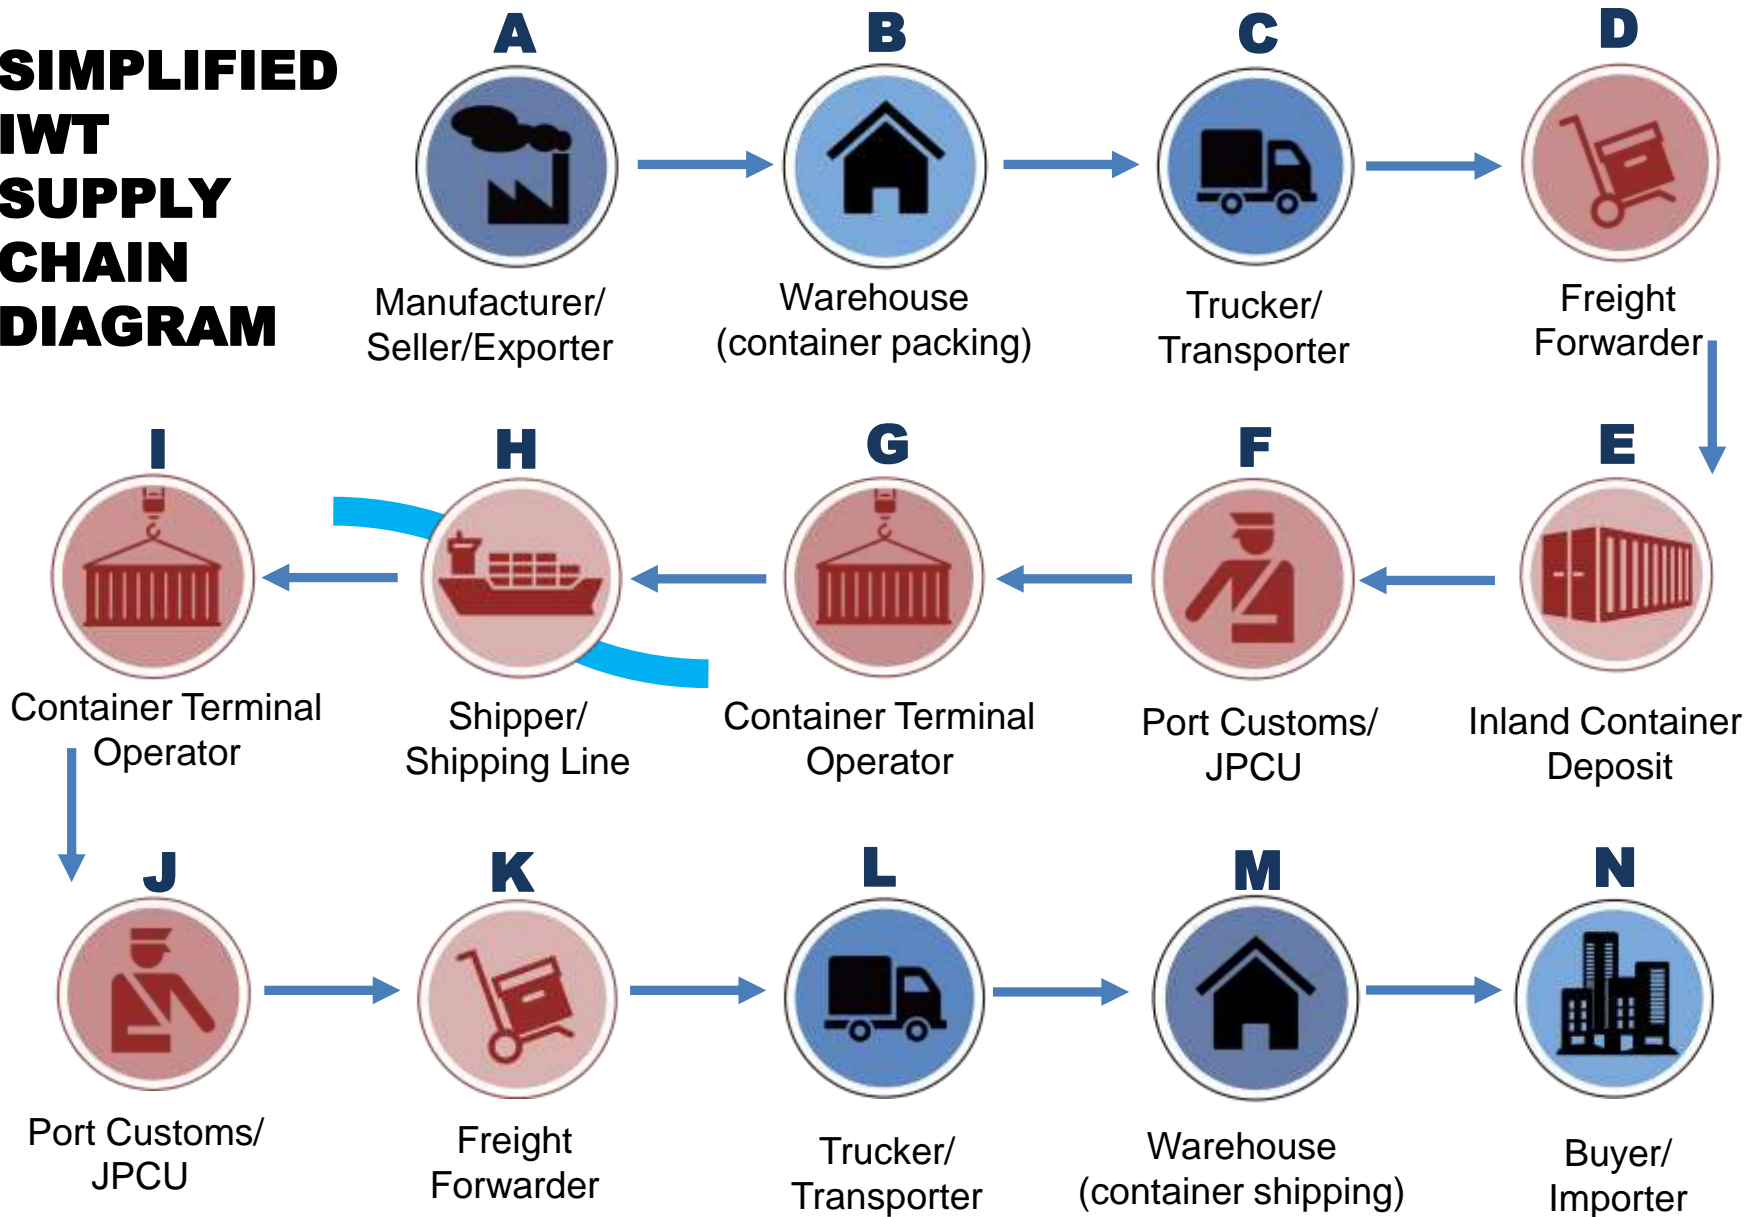 SIMPLIFIED
IWT
SUPPLY
CHAIN
DIAGRAM
A
Manufacturer/
Seller/Exporter
B
Warehouse
(container packing)
C
Trucker/
Transporter
D
Freight
Forwarder
I
Container Terminal
Operator
H
Shipper/
Shipping Line
G
Container Terminal
Operator
F
Port Customs/
JPCU
E
Inland Container
Deposit
J
Port Customs/
JPCU
K
Freight
Forwarder
L
Trucker/
Transporter
M
Warehouse
(container shipping)
N
Buyer/
Importer